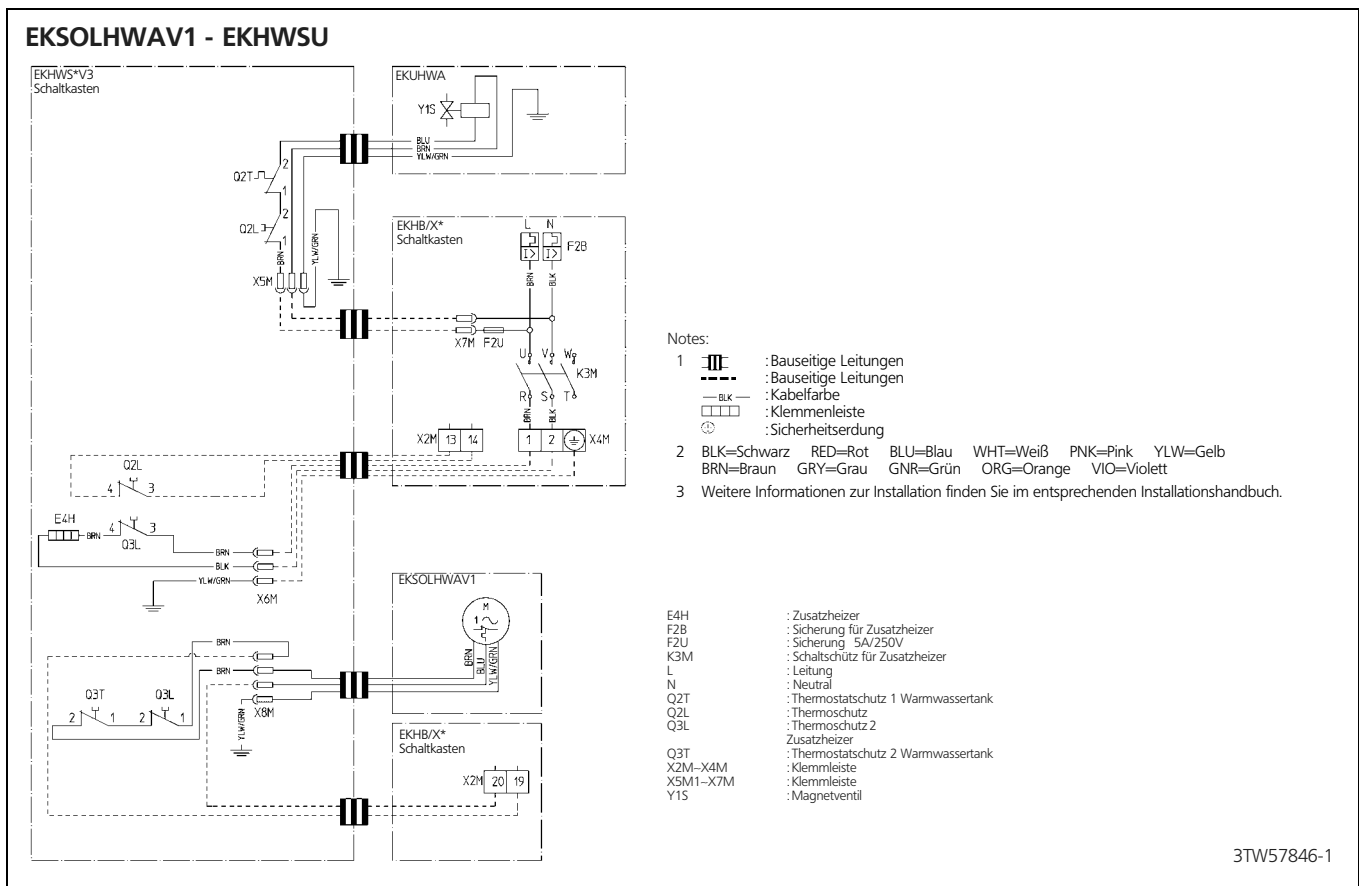 EKSOLHWAV1 - EKHWSU
EKHWS*V3
Schaltkasten
EKUHWA
Y1S
BLU
BRN
YLW/GRN
Q2T
2
1
Q2L
2
1
BRN
YLW/GRN
X5M
EKHB/X*
Schaltkasten
L N
I> I>
F2B
BRN
BLK
X7M F2U
U V W
K3M
R S T
BRN
BLK
X2M 13 14
1 2 X4M
Q2L
4 3
E4H
BRN
4 3
Q3L
BRN
BLK
YLW/GRN
X6M
EKSOLHWAV1
M
1
BRN
BLU
YLW/GRN
BRN
BRN
Q3T Q3L
2 1 2 1
X8M
YLW/GRN
EKHB/X*
Schaltkasten
X2M 20 19
Notes:
1 :Bauseitige Leitungen
:Bauseitige Leitungen
BLK :Kabelfarbe
:Klemmenleiste
:Sicherheitserdung
2 BLK=Schwarz RED=Rot BLU=Blau WHT=Weiß PNK=Pink YLW=Gelb
BRN=Braun GRY=Grau GNR=Grün ORG=Orange VIO=Violett
3 Weitere Informationen zur Installation finden Sie im entsprechenden Installationshandbuch.
E4H : Zusatzheizer
F2B : Sicherung für Zusatzheizer
F2U : Sicherung 5A/250V
K3M : Schaltschütz für Zusatzheizer
L : Leitung
N : Neutral
Q2T : Thermostatschutz 1 Warmwassertank
Q2L : Thermoschutz
Q3L : Thermoschutz 2
Zusatzheizer
Q3T : Thermostatschutz 2 Warmwassertank
X2M~X4M : Klemmleiste
X5M1~X7M : Klemmleiste
Y1S : Magnetventil
3TW57846-1